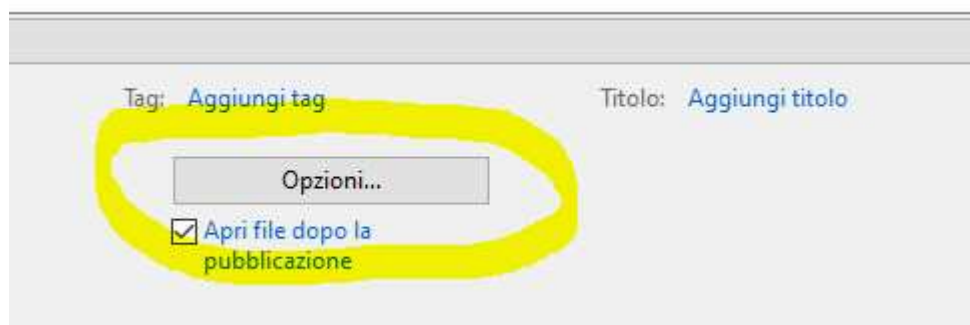 Tag: Aggiungi tag Titolo: Aggiungi titolo
Opzioni...
Apri file dopo la
pubblicazione